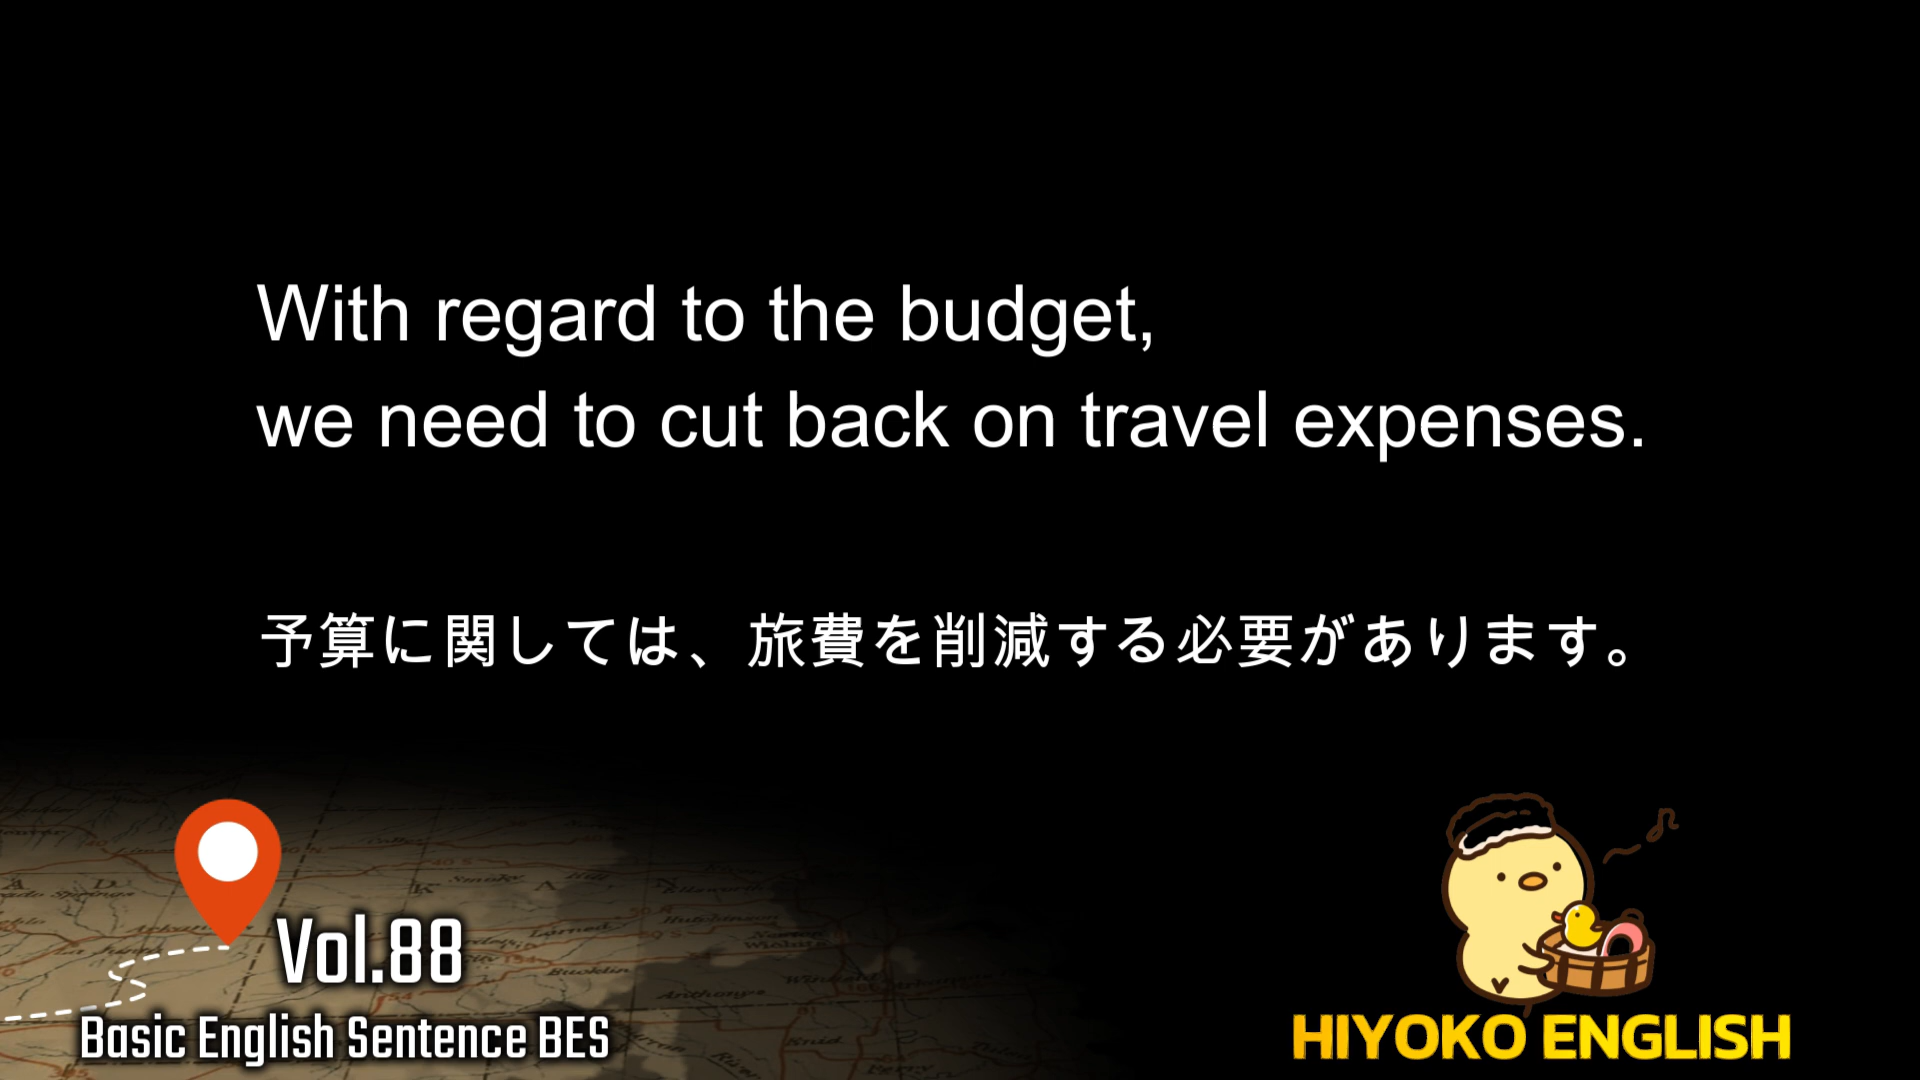 With regard to the budget,
we need to cut back on travel expenses.
予算に関しては、旅費を削減する必要があります。
Vol.88
Basic English Sentence BES
HIYOKO ENGLISH